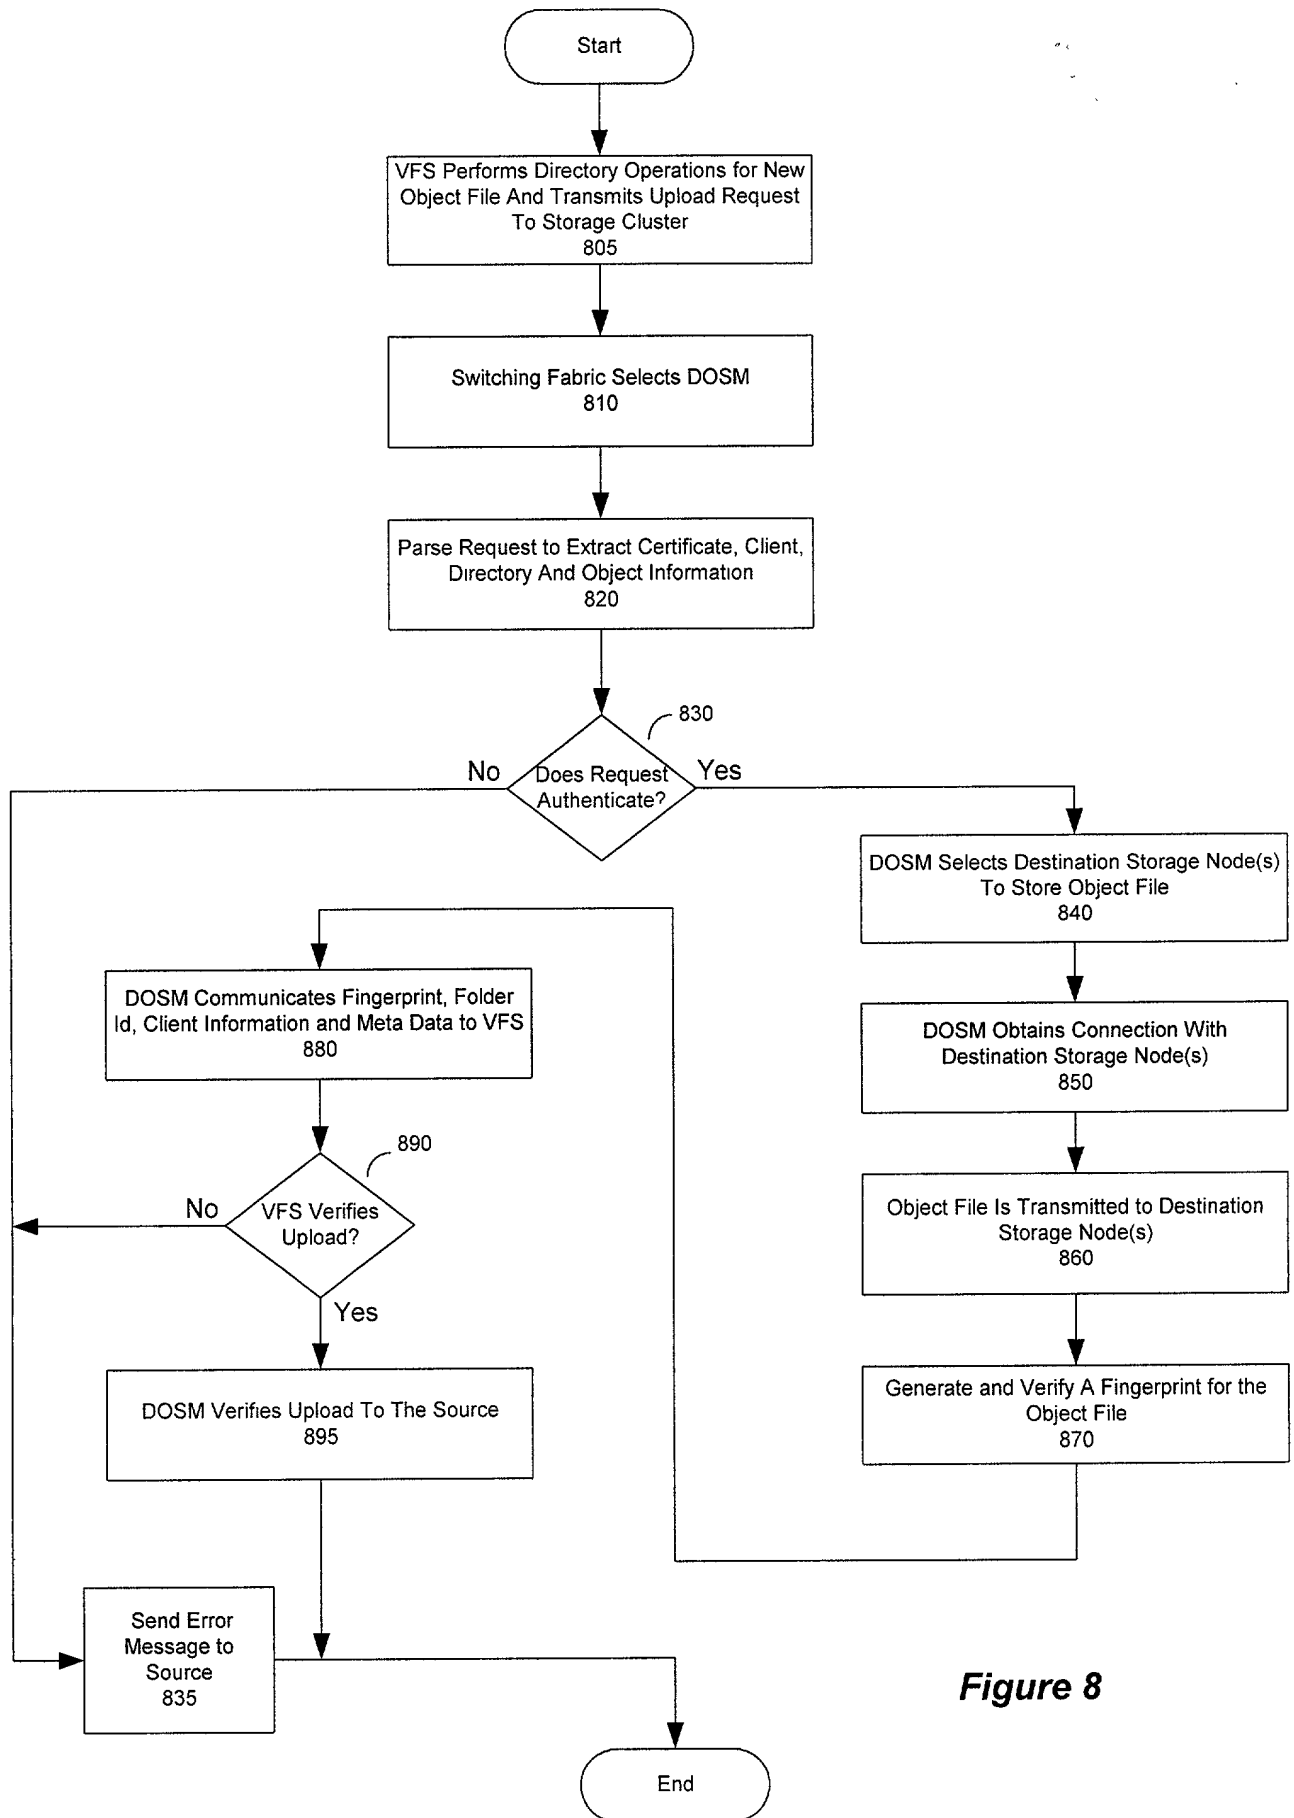 Start
VFS Performs Directory Operations for New
Object File And Transmits Upload Request
To Storage Cluster
805
Switching Fabric Selects DOSM
810
Parse Request to Extract Certificate, Client,
Directory And Object Information
820
830
No
Does Request
Authenticate?
Yes
DOSM Selects Destination Storage Node(s)
To Store Object File
840
DOSM Obtains Connection With
Destination Storage Node(s)
850
Object File Is Transmitted to Destination
Storage Node(s)
860
Generate and Verify A Fingerprint for the
Object File
870
DOSM Communicates Fingerprint, Folder
Id, Client Information and Meta Data to VFS
880
890
No
VFS Verifies
Upload?
Yes
DOSM Verifies Upload To The Source
895
Send Error
Message to
Source
835
Figure 8
End